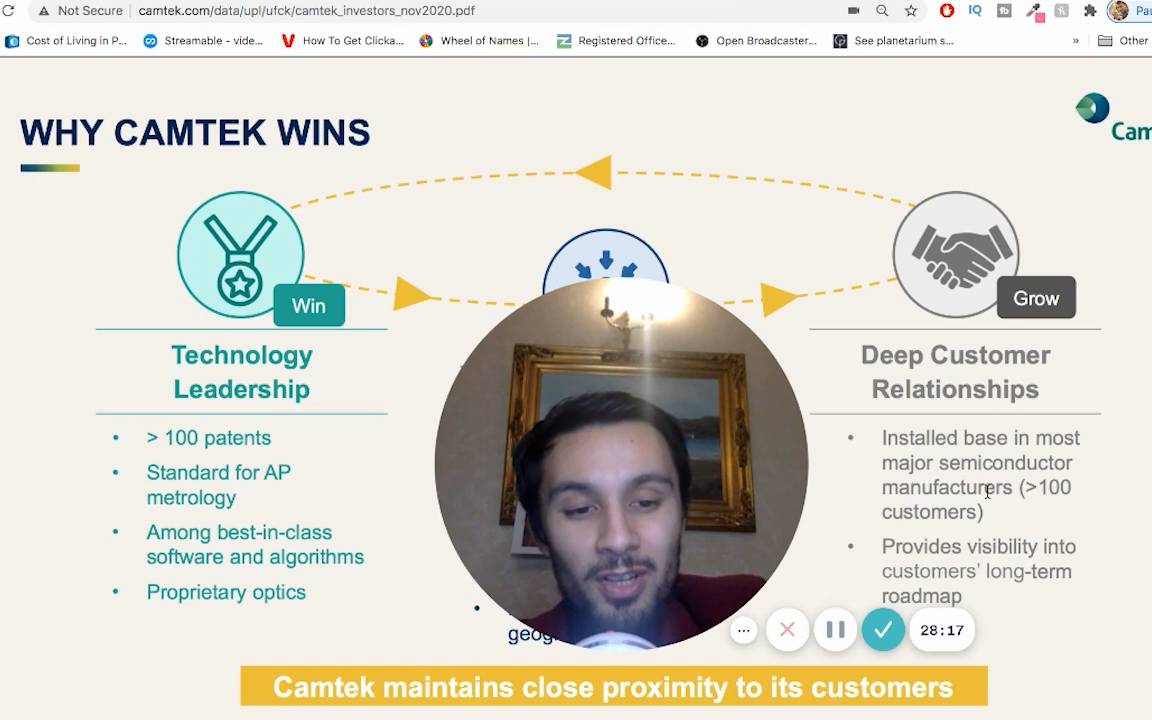 Not Secure | camtek.com/data/upl/ufck/camtek_investors_nov2020.pdf
Cost of Living in P... Streamable - vide... How To Get Clicka... Wheel of Names |... Registered Office... Open Broadcaster... See planetarium s... » Other
WHY CAMTEK WINS
Cam
Win
Grow
Technology
Leadership
• > 100 patents
• Standard for AP
metrology
• Among best-in-class
software and algorithms
• Proprietary optics
Deep Customer
Relationships
• Installed base in most
major semiconductor
manufacturers (>100
customers)
• Provides visibility into
customers' long-term
roadmap
28:17
Camtek maintains close proximity to its customers